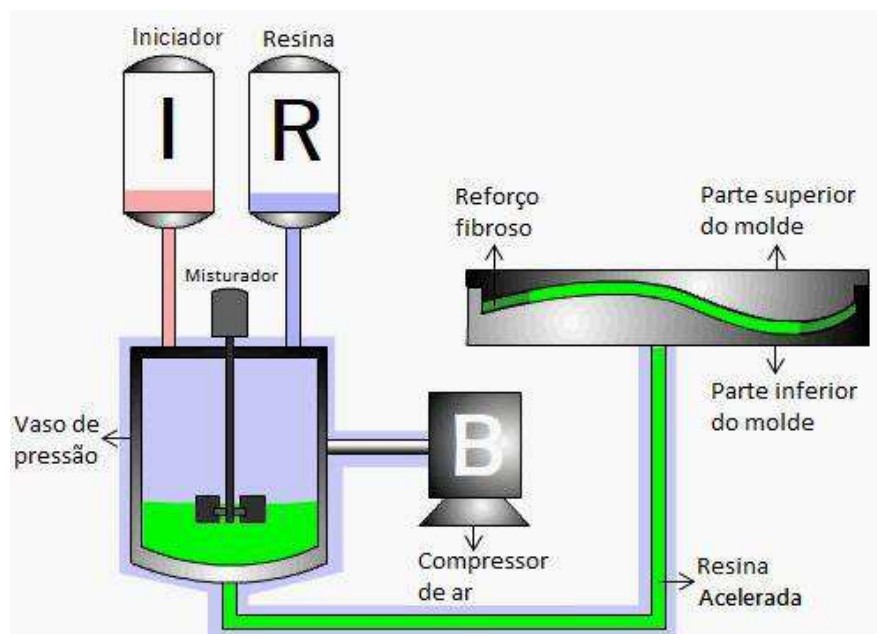 Iniciador
Resina
I
R
Misturador
Reforço
fibroso
Parte superior
do molde
Vaso de
pressão
B
Parte inferior
do molde
Compressor
de ar
Resina
Acelerada